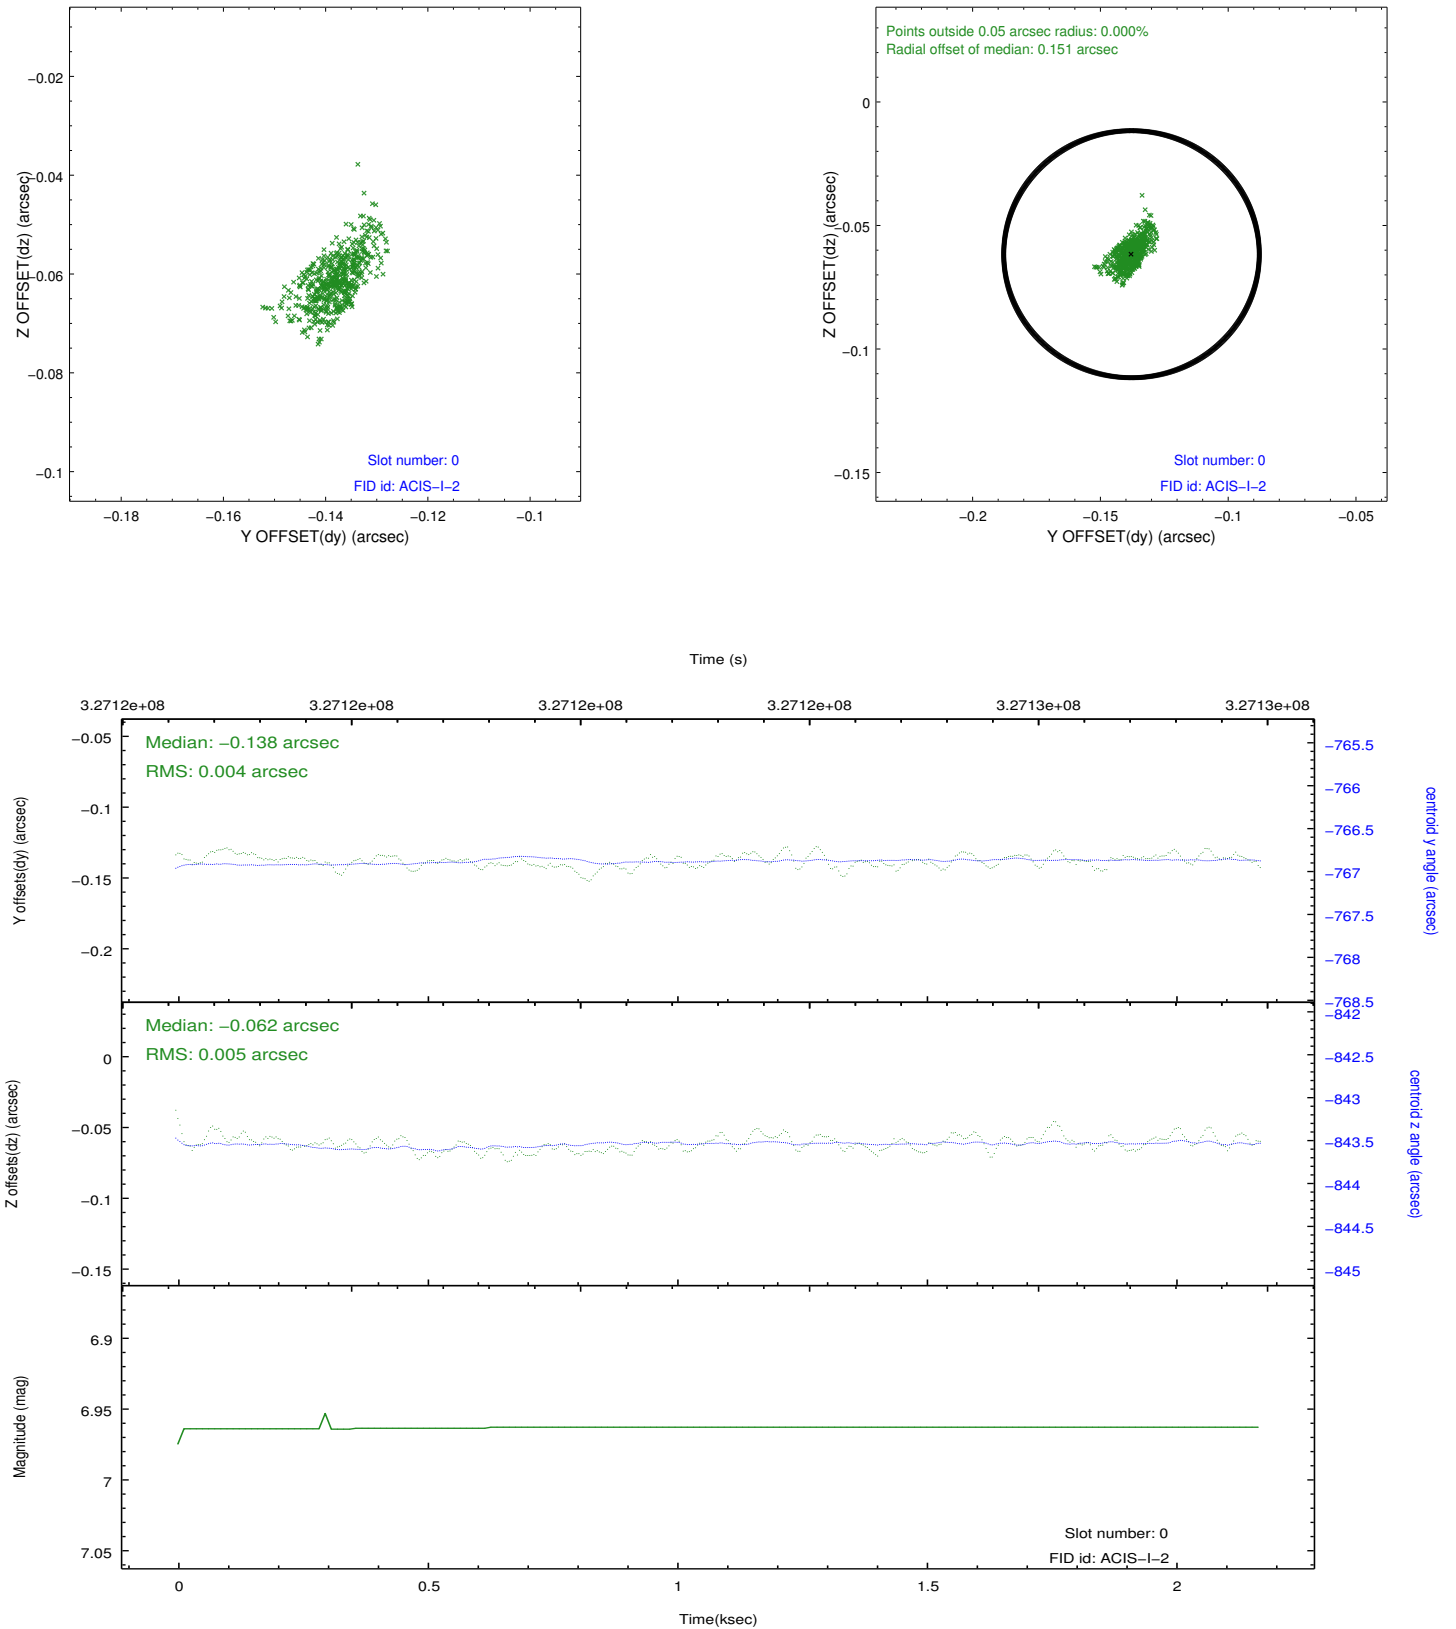 −0.02
−0.04
−0.06
−0.08
−0.1
Z OFFSET(dz) (arcsec)
Slot number: 0
FID id: ACIS−I−2
−0.18
−0.16
−0.14
−0.12
−0.1
Y OFFSET(dy) (arcsec)
Points outside 0.05 arcsec radius: 0.000%
Radial offset of median: 0.151 arcsec
0
−0.05
−0.1
−0.15
Z OFFSET(dz) (arcsec)
Slot number: 0
FID id: ACIS−I−2
−0.2
−0.15
−0.1
−0.05
Y OFFSET(dy) (arcsec)
Time (s)
3.2712e+08
3.2712e+08
3.2712e+08
3.2712e+08
3.2713e+08
3.2713e+08
Median: −0.138 arcsec
RMS: 0.004 arcsec
−0.05
−0.1
−0.15
−0.2
Y offsets(dy) (arcsec)
−765.5
−766
−766.5
−767
−767.5
−768
−768.5
centroid y angle (arcsec)
Median: −0.062 arcsec
RMS: 0.005 arcsec
0
−0.05
−0.1
−0.15
Z offsets(dz) (arcsec)
−842
−842.5
−843
−843.5
−844
−844.5
−845
centroid z angle (arcsec)
6.9
6.95
7
7.05
Magnitude (mag)
Slot number: 0
FID id: ACIS−I−2
0
0.5
1
1.5
2
Time(ksec)